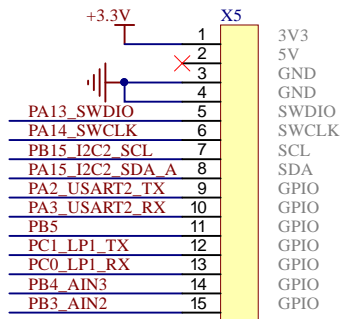 +3.3V X5
1 3V3
2 5V
3 GND
4 GND
PA13_SWDIO 5 SWDIO
PA14_SWCLK 6 SWCLK
PB15_I2C2_SCL 7 SCL
PA15_I2C2_SDA_A 8 SDA
PA2_USART2_TX 9 GPIO
PA3_USART2_RX 10 GPIO
PB5 11 GPIO
PC1_LP1_TX 12 GPIO
PC0_LP1_RX 13 GPIO
PB4_AIN3 14 GPIO
PB3_AIN2 15 GPIO